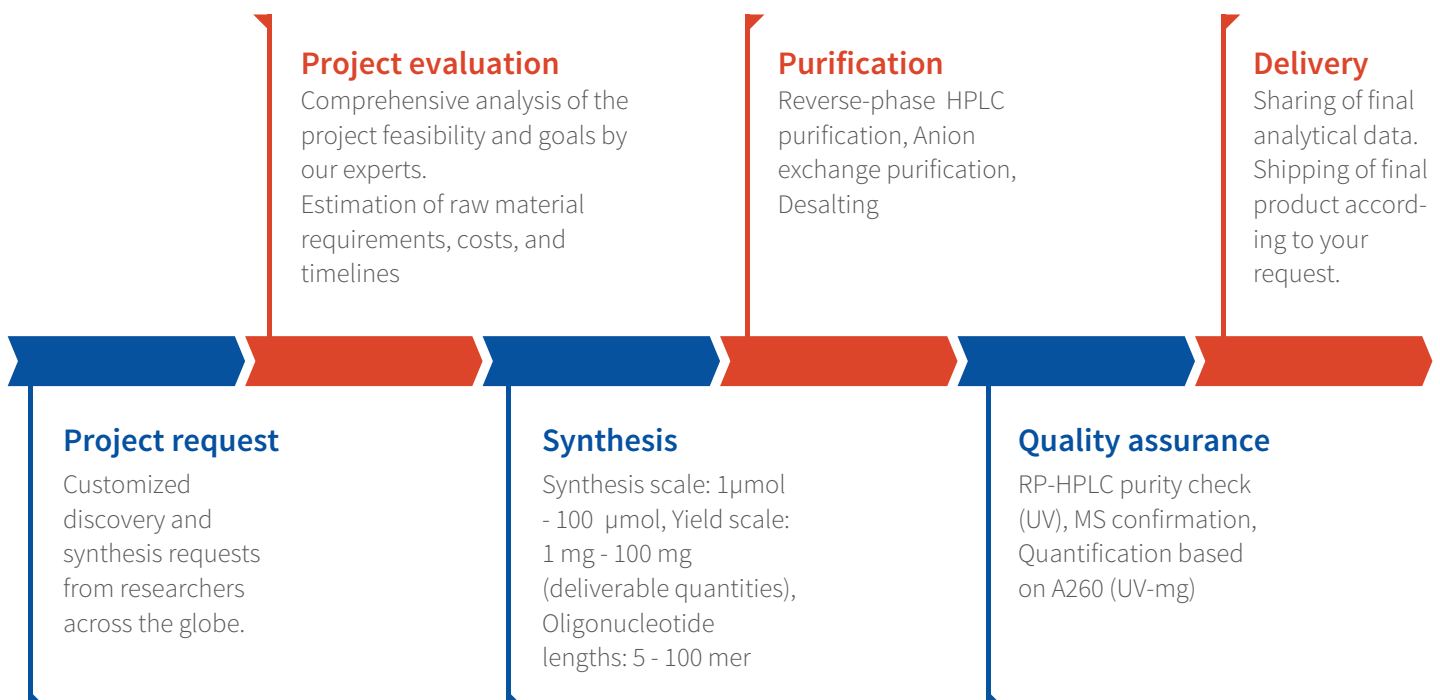 Project evaluation
Comprehensive analysis of the
project feasibility and goals by
our experts.
Estimation of raw material
requirements, costs, and
timelines
Purification
Reverse-phase  HPLC
purification, Anion
exchange purification,
Desalting
Delivery
Sharing of final
analytical data.
Shipping of final
product accord-
ing to your
request.
Project request
Customized
discovery and
synthesis requests
from researchers
across the globe.
Synthesis
Synthesis scale: 1µmol
- 100  µmol, Yield scale:
1 mg - 100 mg
(deliverable quantities),
Oligonucleotide
lengths: 5 - 100 mer
Quality assurance
RP-HPLC purity check
(UV), MS confirmation,
Quantification based
on A260 (UV-mg)